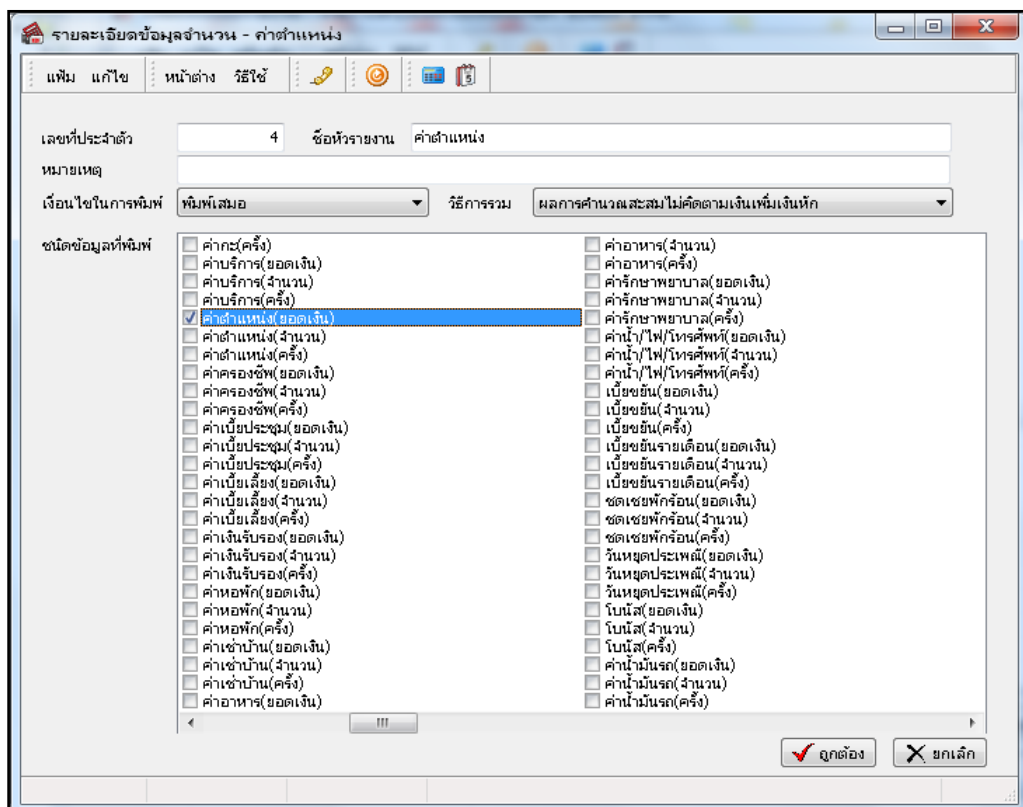 รายละเอียดข้อมูลจำนวน - ค่าตำแหน่ง
แฟ้ม แก้ไข หน้าต่าง วิธีใช้ 5
เลขที่ประจำตัว 4 ชื่อหัวรายงาน ค่าตำแหน่ง
หมายเหตุ
เงื่อนไขในการพิมพ์ พิมพ์เสมอ วิธีการรวม ผลการคำนวณสะสมไม่คิดตามเงินเพิ่มเงินหัก
ชนิดข้อมูลที่พิมพ์
ค่ากะ(ครั้ง)
ค่าบริการ(ยอดเงิน)
ค่าบริการ(จำนวน)
ค่าบริการ(ครั้ง)
ค่าตำแหน่ง(ยอดเงิน)
ค่าตำแหน่ง(จำนวน)
ค่าตำแหน่ง(ครั้ง)
ค่าครองชีพ(ยอดเงิน)
ค่าครองชีพ(จำนวน)
ค่าครองชีพ(ครั้ง)
ค่าเบี้ยประชุม(ยอดเงิน)
ค่าเบี้ยประชุม(จำนวน)
ค่าเบี้ยประชุม(ครั้ง)
ค่าเบี้ยเลี้ยง(ยอดเงิน)
ค่าเบี้ยเลี้ยง(จำนวน)
ค่าเบี้ยเลี้ยง(ครั้ง)
ค่าเงินรับรอง(ยอดเงิน)
ค่าเงินรับรอง(จำนวน)
ค่าเงินรับรอง(ครั้ง)
ค่าหอพัก(ยอดเงิน)
ค่าหอพัก(จำนวน)
ค่าหอพัก(ครั้ง)
ค่าเช่าบ้าน(ยอดเงิน)
ค่าเช่าบ้าน(จำนวน)
ค่าเช่าบ้าน(ครั้ง)
ค่าอาหาร(ยอดเงิน)
ค่าอาหาร(จำนวน)
ค่าอาหาร(ครั้ง)
ค่ารักษาพยาบาล(ยอดเงิน)
ค่ารักษาพยาบาล(จำนวน)
ค่ารักษาพยาบาล(ครั้ง)
ค่าน้ำ/ไฟ/โทรศัพท์(ยอดเงิน)
ค่าน้ำ/ไฟ/โทรศัพท์(จำนวน)
ค่าน้ำ/ไฟ/โทรศัพท์(ครั้ง)
เบี้ยขยัน(ยอดเงิน)
เบี้ยขยัน(จำนวน)
เบี้ยขยัน(ครั้ง)
เบี้ยขยันรายเดือน(ยอดเงิน)
เบี้ยขยันรายเดือน(จำนวน)
เบี้ยขยันรายเดือน(ครั้ง)
ชดเชยพักร้อน(ยอดเงิน)
ชดเชยพักร้อน(จำนวน)
ชดเชยพักร้อน(ครั้ง)
วันหยุดประเพณี(ยอดเงิน)
วันหยุดประเพณี(จำนวน)
วันหยุดประเพณี(ครั้ง)
โบนัส(ยอดเงิน)
โบนัส(จำนวน)
โบนัส(ครั้ง)
ค่าน้ำมันรถ(ยอดเงิน)
ค่าน้ำมันรถ(จำนวน)
ค่าน้ำมันรถ(ครั้ง)
ถูกต้อง ยกเลิก